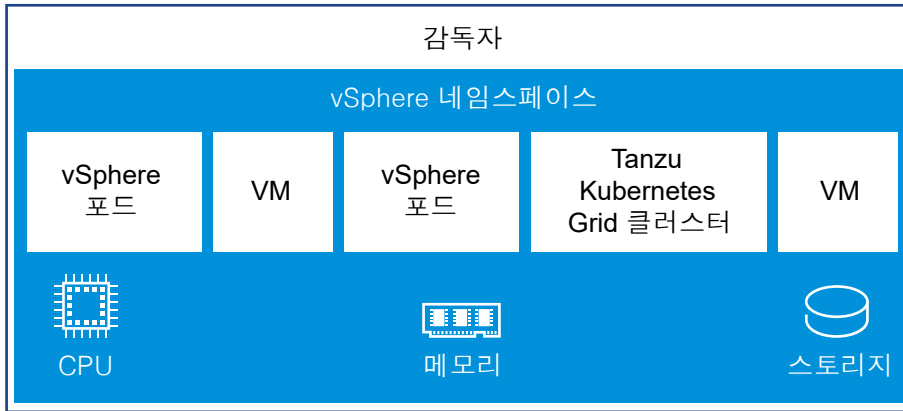 감독자
vSphere 네임스페이스
vSphere
포드
VM
vSphere
포드
Tanzu
Kubernetes
Grid 클러스터
VM
CPU
메모리
스토리지